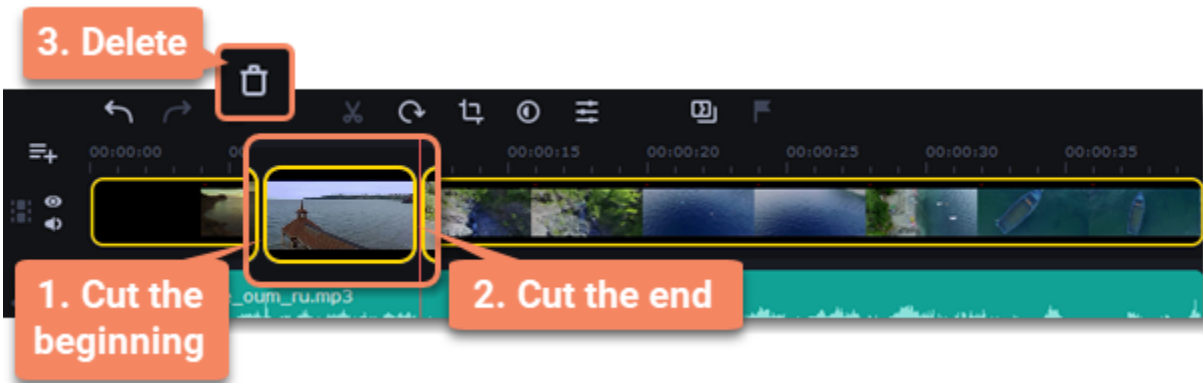 3. Delete
00:00:00
00
00:00:15
00:00:20
00:00:25
00:00:30
00:00:35
1. Cut the
beginning
_oum_ru.mp3
2. Cut the end